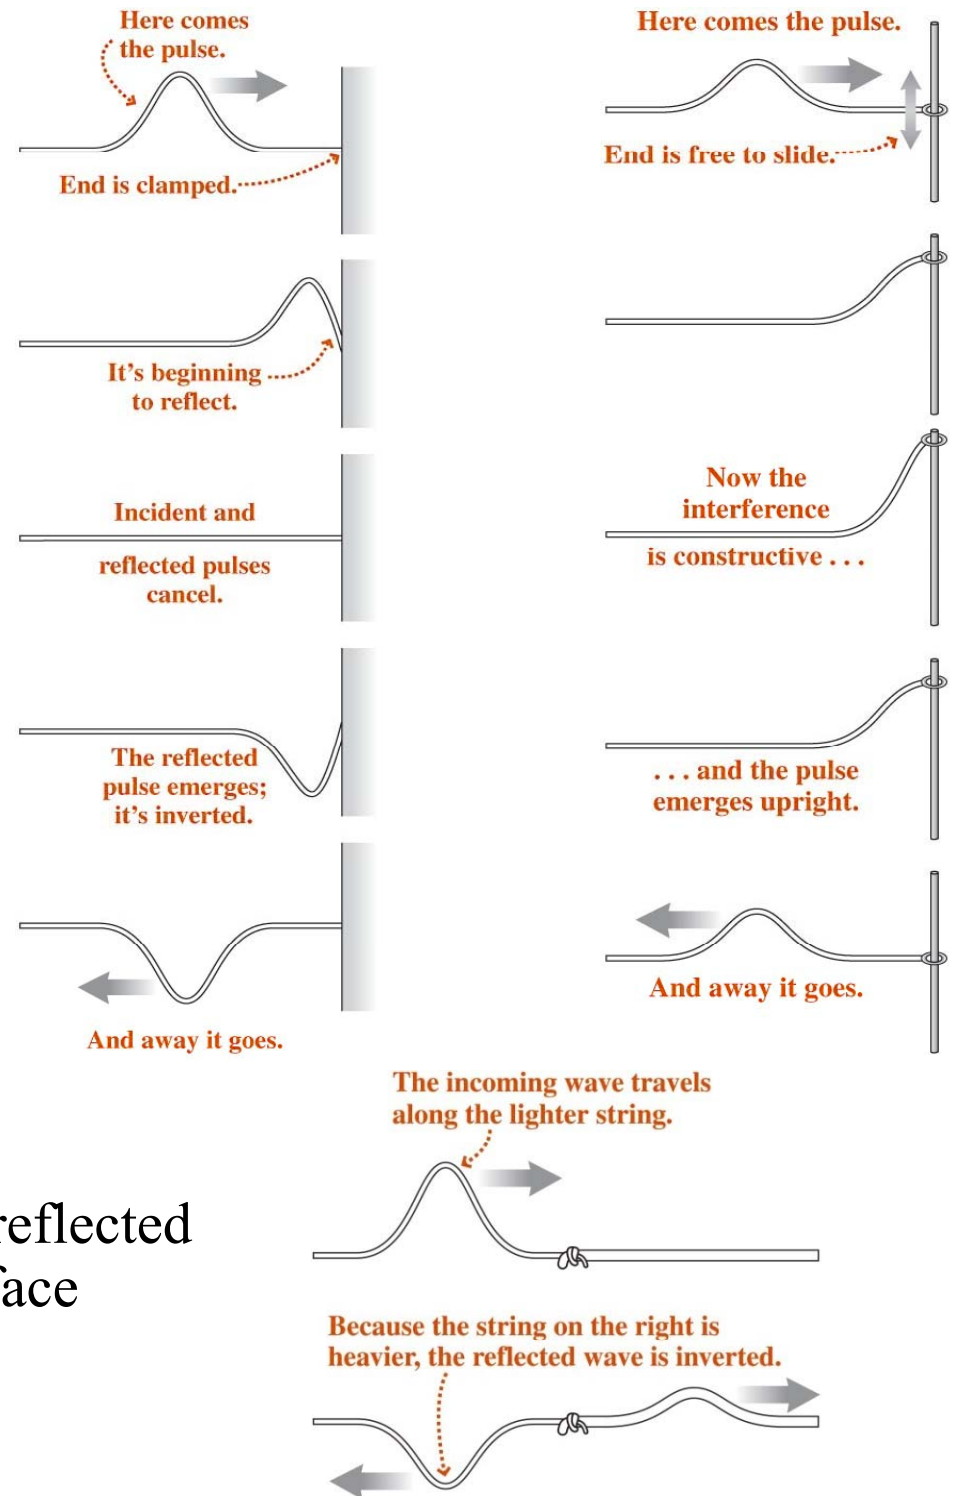 Here comes
the pulse.
End is clamped.
It's beginning
to reflect.
Incident and
reflected pulses
cancel.
The reflected
pulse emerges;
it's inverted.
And away it goes.
Here comes the pulse.
End is free to slide.
Now the
interference
is constructive . . .
. . . and the pulse
emerges upright.
And away it goes.
The incoming wave travels
along the lighter string.
reflected
face
Because the string on the right is
heavier, the reflected wave is inverted.